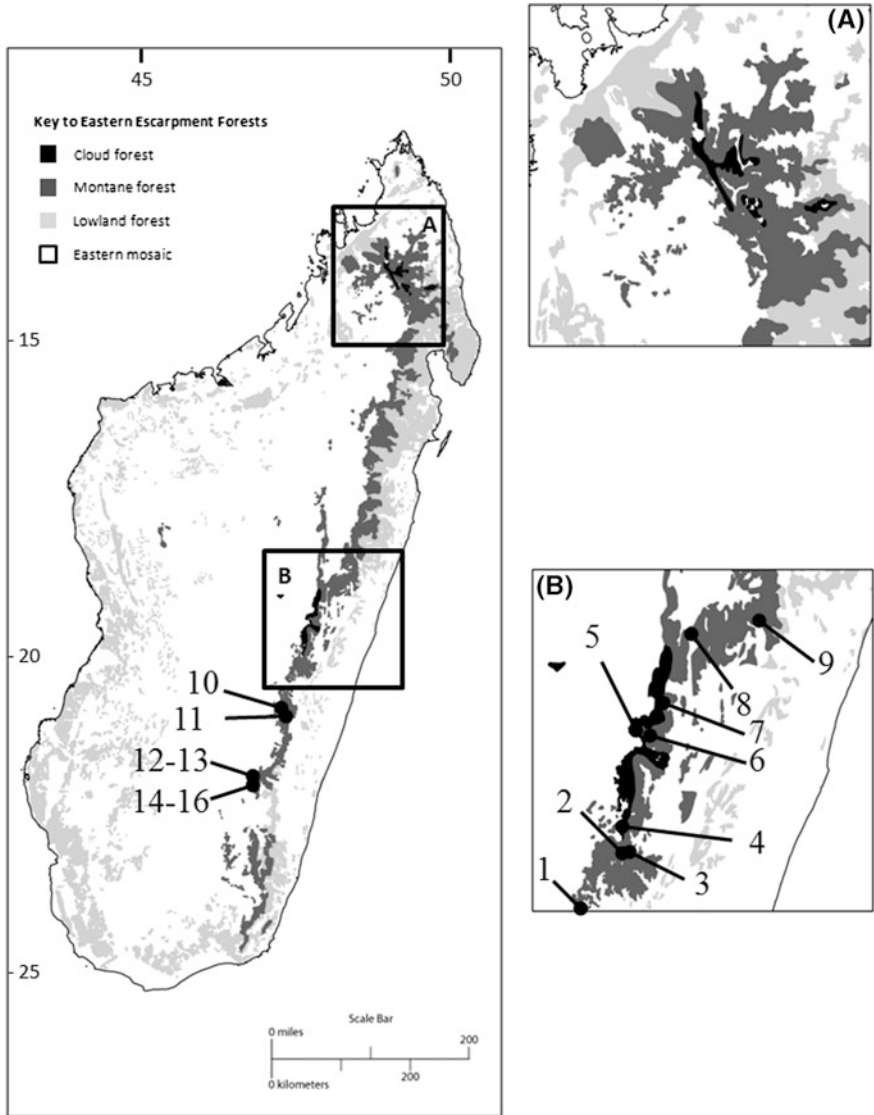 (A)
45 50
Key to Eastern Escarpment Forests
Cloud forest
Montane forest
Lowland forest
Eastern mosaic
A
15
B
20
10
11
12-13
14-16
25
Scale Bar
0 miles 200
0 kilometers 200
(B)
5
9
8
7
6
2
4
3
1